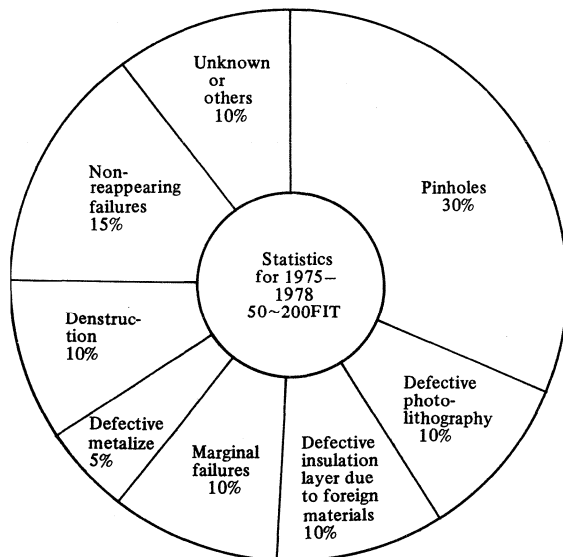 Unknown
or
others
10%
Pinholes
30%
Non-
reappearing
failures
15%
Statistics
for 1975–
1978
50~200FIT
Denstruc-
tion
10%
Defective
photo-
lithography
10%
Defective
metalize
5%
Marginal
failures
10%
Defective
insulation
layer due
to foreign
materials
10%